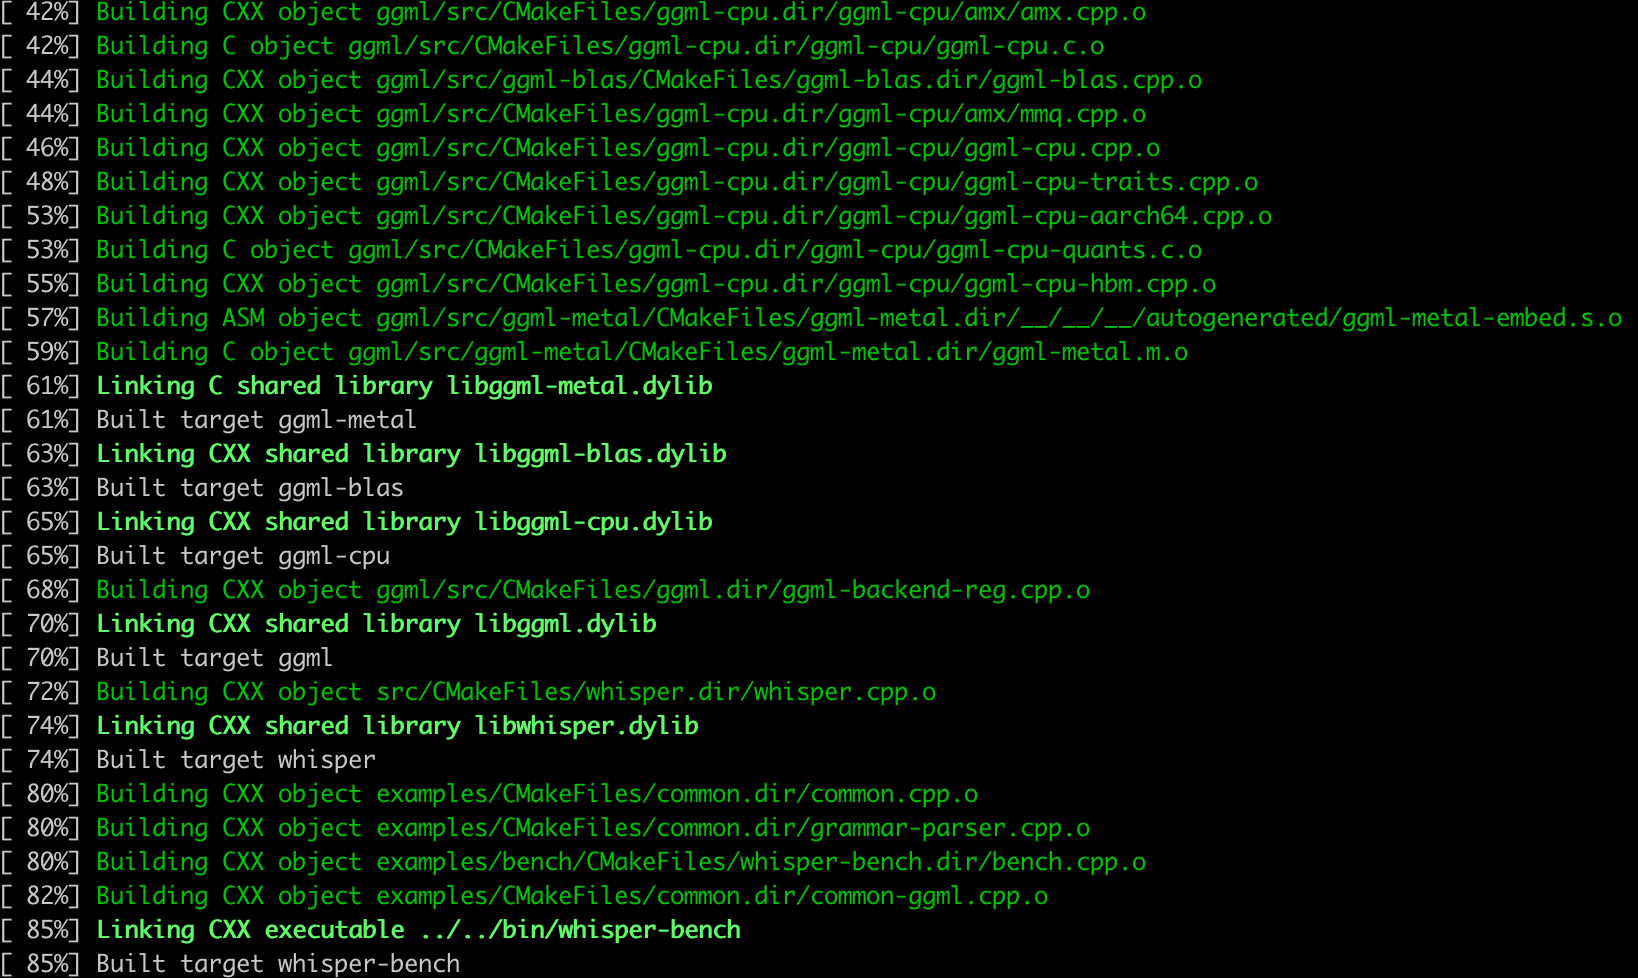 [ 42%] Building CXX object ggml/src/CMakeFiles/ggml-cpu.dir/ggml-cpu/amx/amx.cpp.o
[ 42%] Building C object ggml/src/CMakeFiles/ggml-cpu.dir/ggml-cpu/ggml-cpu.c.o
[ 44%] Building CXX object ggml/src/ggml-blas/CMakeFiles/ggml-blas.dir/ggml-blas.cpp.o
[ 44%] Building CXX object ggml/src/CMakeFiles/ggml-cpu.dir/ggml-cpu/amx/mmq.cpp.o
[ 46%] Building CXX object ggml/src/CMakeFiles/ggml-cpu.dir/ggml-cpu/ggml-cpu.cpp.o
[ 48%] Building CXX object ggml/src/CMakeFiles/ggml-cpu.dir/ggml-cpu/ggml-cpu-traits.cpp.o
[ 53%] Building CXX object ggml/src/CMakeFiles/ggml-cpu.dir/ggml-cpu/ggml-cpu-aarch64.cpp.o
[ 53%] Building C object ggml/src/CMakeFiles/ggml-cpu.dir/ggml-cpu/ggml-cpu-quants.c.o
[ 55%] Building CXX object ggml/src/CMakeFiles/ggml-cpu.dir/ggml-cpu/ggml-cpu-hbm.cpp.o
[ 57%] Building ASM object ggml/src/ggml-metal/CMakeFiles/ggml-metal.dir/__/__/__/autogenerated/ggml-metal-embed.s.o
[ 59%] Building C object ggml/src/ggml-metal/CMakeFiles/ggml-metal.dir/ggml-metal.m.o
[ 61%] Linking C shared library libggml-metal.dylib
[ 61%] Built target ggml-metal
[ 63%] Linking CXX shared library libggml-blas.dylib
[ 63%] Built target ggml-blas
[ 65%] Linking CXX shared library libggml-cpu.dylib
[ 65%] Built target ggml-cpu
[ 68%] Building CXX object ggml/src/CMakeFiles/ggml.dir/ggml-backend-reg.cpp.o
[ 70%] Linking CXX shared library libggml.dylib
[ 70%] Built target ggml
[ 72%] Building CXX object src/CMakeFiles/whisper.dir/whisper.cpp.o
[ 74%] Linking CXX shared library libwhisper.dylib
[ 74%] Built target whisper
[ 80%] Building CXX object examples/CMakeFiles/common.dir/common.cpp.o
[ 80%] Building CXX object examples/CMakeFiles/common.dir/grammar-parser.cpp.o
[ 80%] Building CXX object examples/bench/CMakeFiles/whisper-bench.dir/bench.cpp.o
[ 82%] Building CXX object examples/CMakeFiles/common.dir/common-ggml.cpp.o
[ 85%] Linking CXX executable ../../bin/whisper-bench
[ 85%] Built target whisper-bench